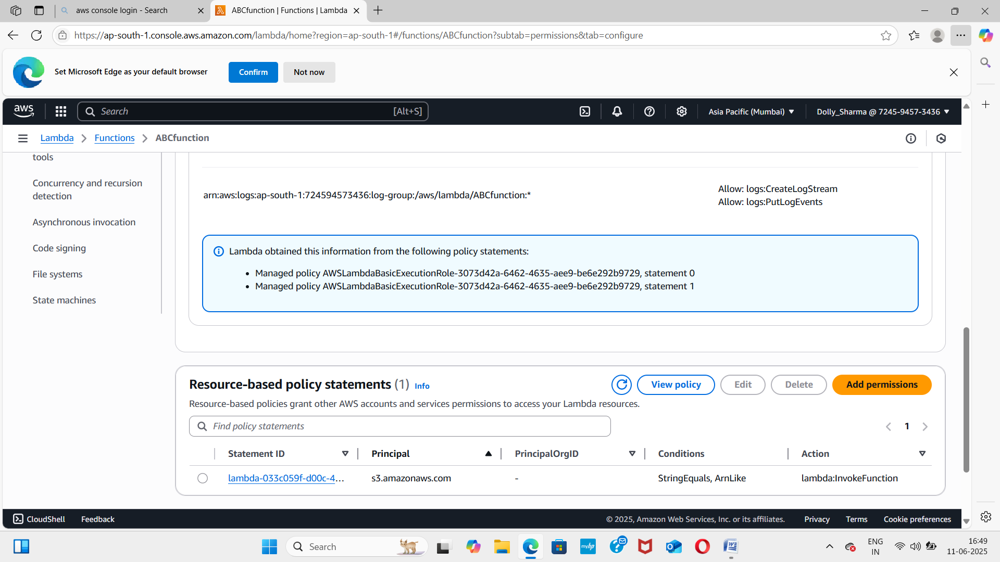 aws console login - Search
ABCfunction | Functions | Lambda
https://ap-south-1.console.aws.amazon.com/lambda/home?region=ap-south-1#/functions/ABCfunction?subtab=permissions&tab=configure
Set Microsoft Edge as your default browser
Confirm
Not now
aws
Search
[Alt+S]
Asia Pacific (Mumbai)
Dolly_Sharma @ 7245-9457-3436
Lambda
Functions
ABCfunction
tools
Concurrency and recursion
detection
Asynchronous invocation
Code signing
File systems
State machines
arn:aws:logs:ap-south-1:724594573436:log-group:/aws/lambda/ABCfunction:*
Allow: logs:CreateLogStream
Allow: logs:PutLogEvents
Lambda obtained this information from the following policy statements:
• Managed policy AWSLambdaBasicExecutionRole-3073d42a-6462-4635-aee9-be6e292b9729, statement 0
• Managed policy AWSLambdaBasicExecutionRole-3073d42a-6462-4635-aee9-be6e292b9729, statement 1
Resource-based policy statements (1) Info
View policy
Edit
Delete
Add permissions
Resource-based policies grant other AWS accounts and services permissions to access your Lambda resources.
Find policy statements
1
Statement ID
Principal
PrincipalOrgID
Conditions
Action
lambda-033c059f-d00c-4...
s3.amazonaws.com
-
StringEquals, ArnLike
lambda:InvokeFunction
CloudShell
Feedback
© 2025, Amazon Web Services, Inc. or its affiliates.
Privacy
Terms
Cookie preferences
Search
myhp
ENG
IN
16:49
11-06-2025